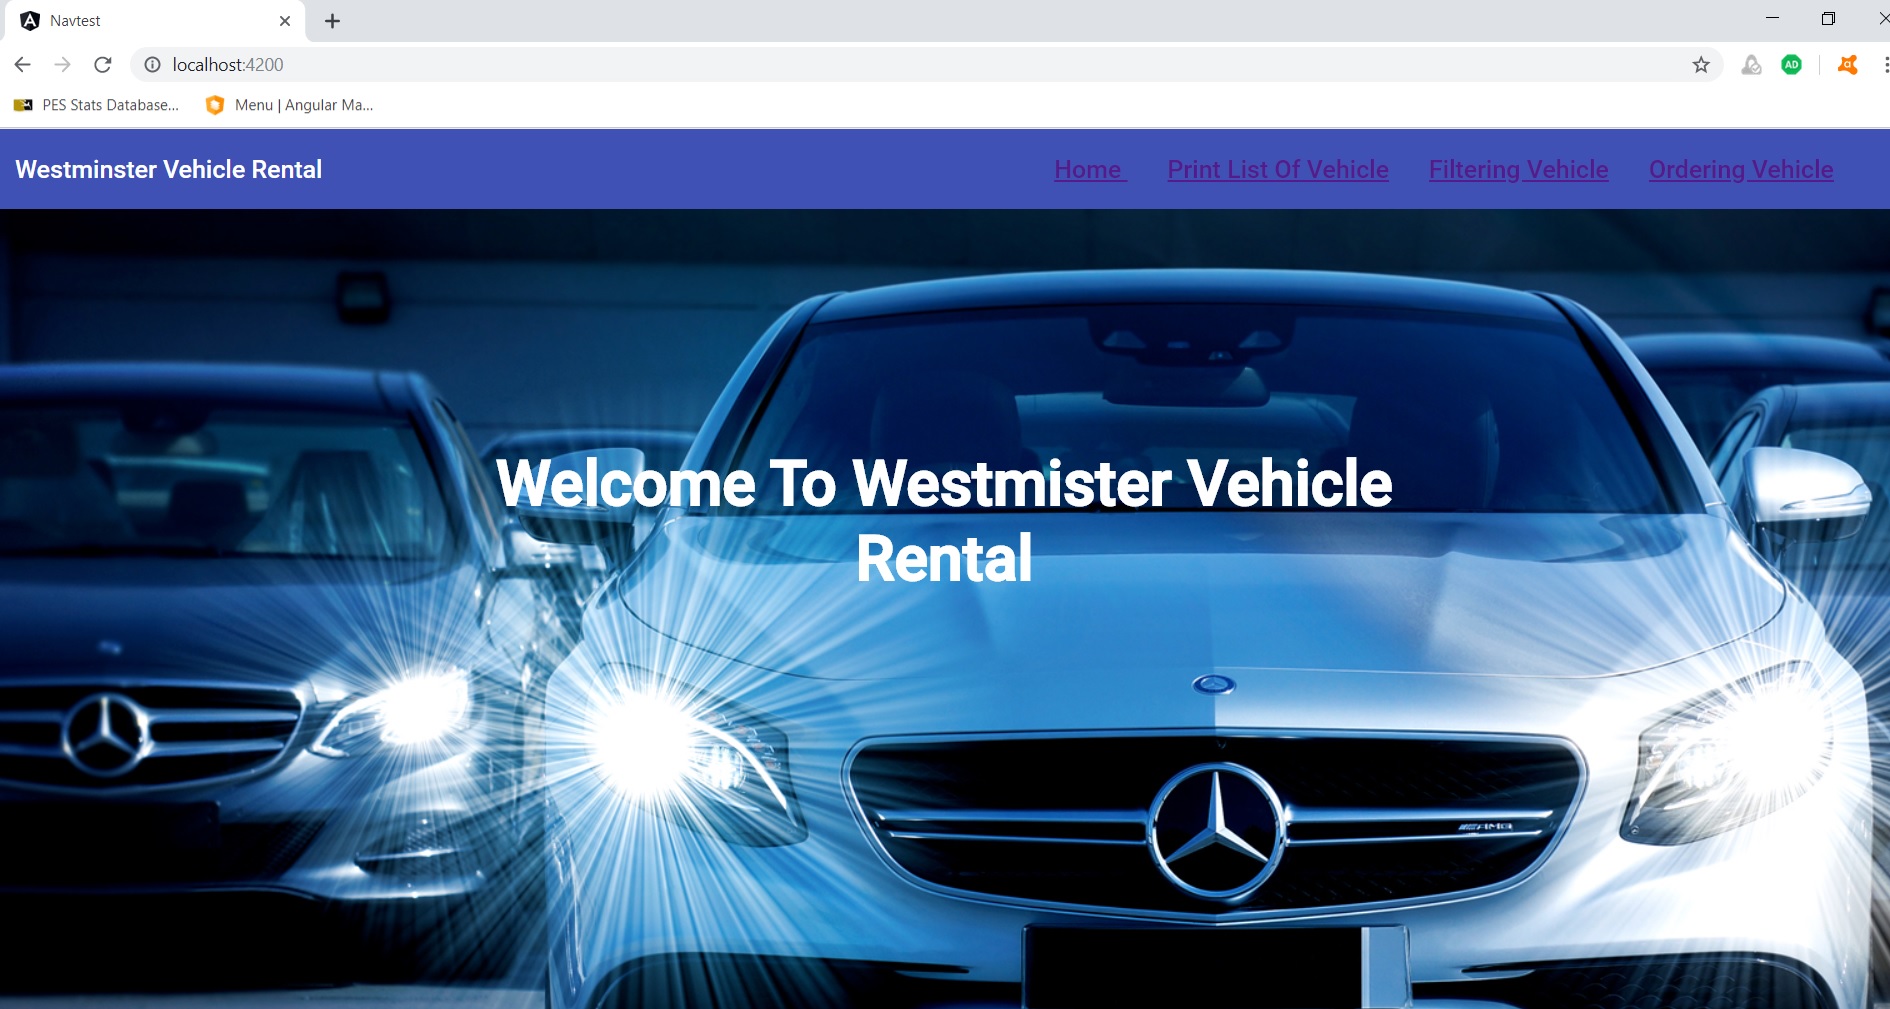 Navtest
localhost:4200
AD
PES Stats Database...
Menu | Angular Ma...
Westminster Vehicle Rental
Home
Print List Of Vehicle
Filtering Vehicle
Ordering Vehicle
Welcome To Westmister Vehicle
Rental
AMG